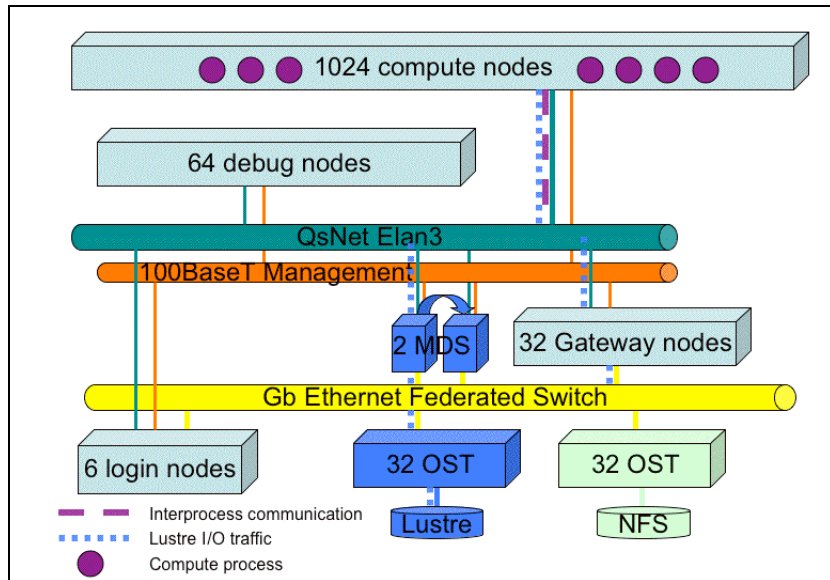 1024 compute nodes
64 debug nodes
QsNet Elan3
100BaseT Management
2 MDS
32 Gateway nodes
Gb Ethernet Federated Switch
6 login nodes
32 OST
32 OST
Lustre
NFS
Interprocess communication
Lustre I/O traffic
Compute process